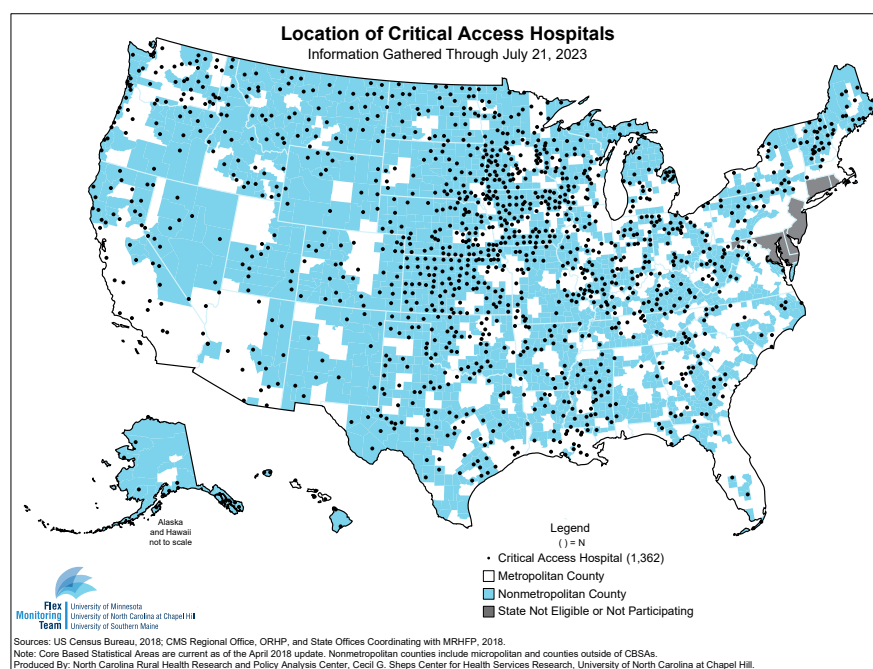 Location of Critical Access Hospitals
Information Gathered Through July 21, 2023
Alaska
and Hawaii
not to scale
Legend
( ) = N
Critical Access Hospital (1,362)
Metropolitan County
Nonmetropolitan County
State Not Eligible or Not Participating
Flex
Monitoring
Team
University of Minnesota
University of North Carolina at Chapel Hill
University of Southern Maine
Sources: US Census Bureau, 2018; CMS Regional Office, ORHP, and State Offices Coordinating with MRHFP, 2018.
Note: Core Based Statistical Areas are current as of the April 2018 update. Nonmetropolitan counties include micropolitan and counties outside of CBSAs.
Produced By: North Carolina Rural Health Research and Policy Analysis Center, Cecil G. Sheps Center for Health Services Research, University of North Carolina at Chapel Hill.